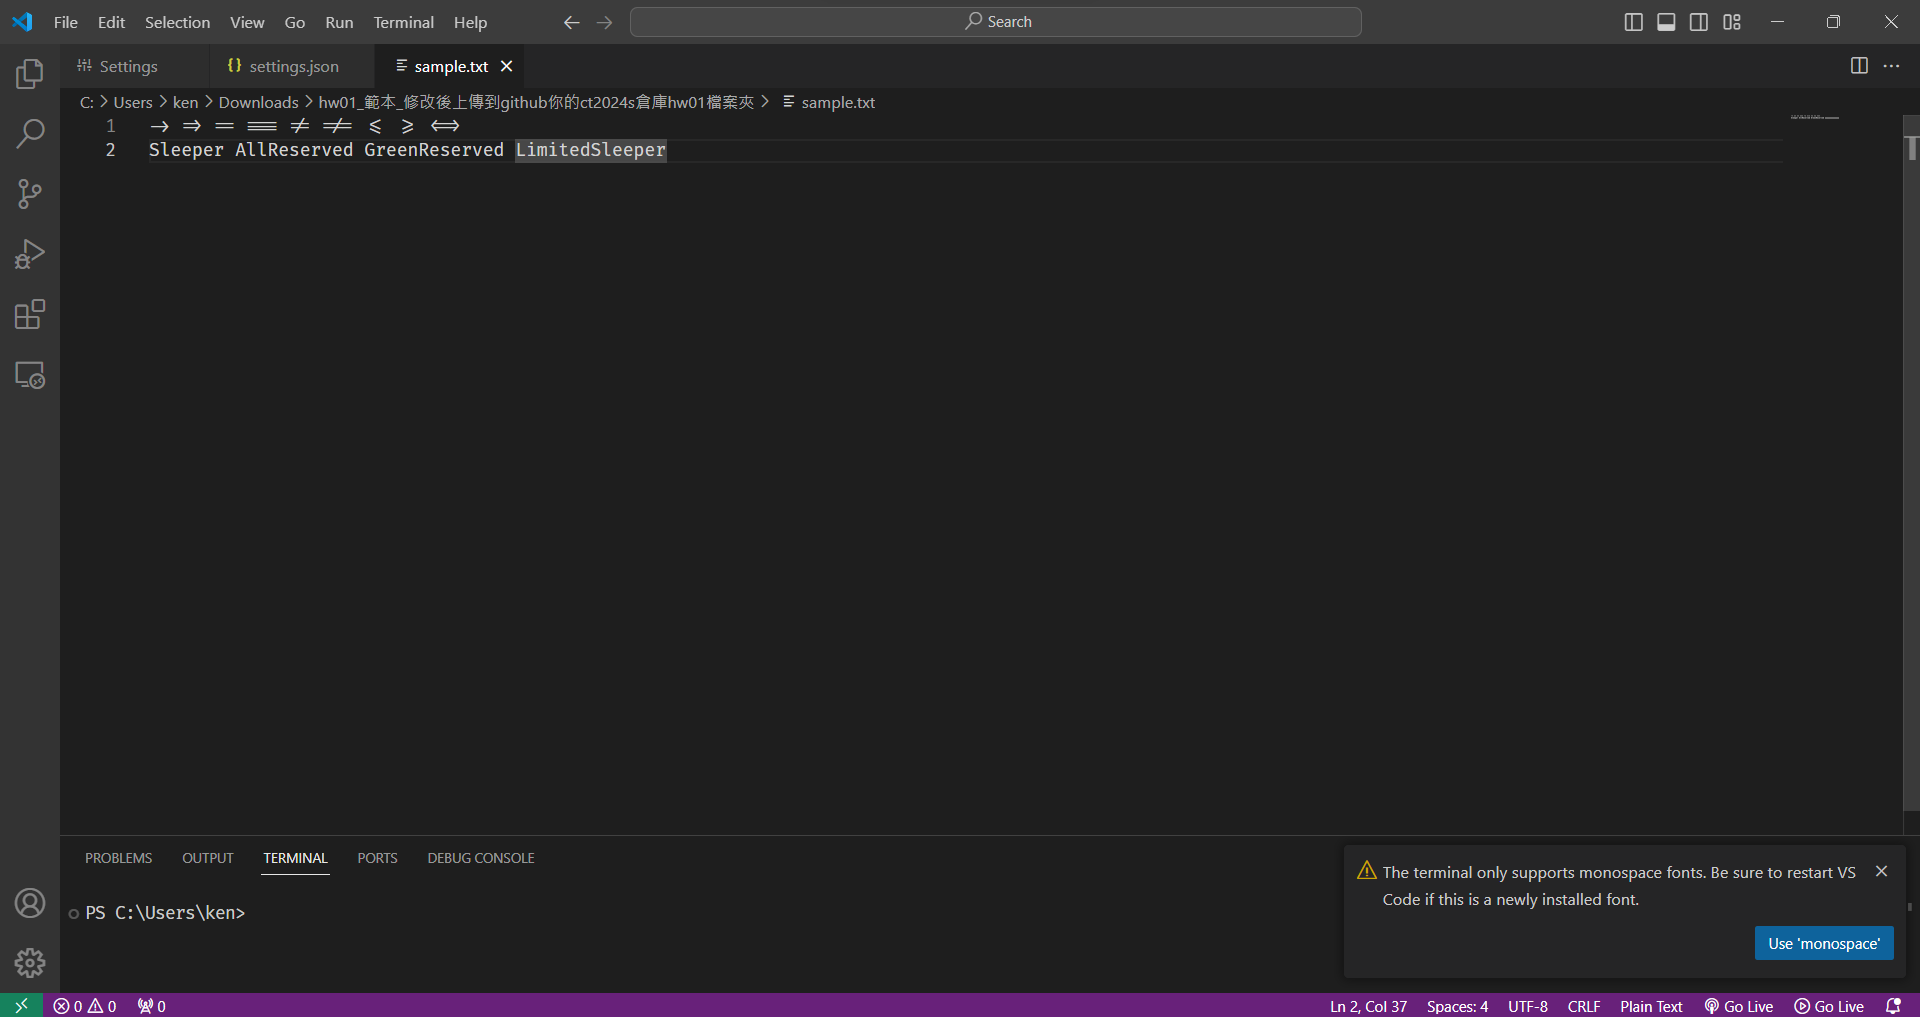 File Edit Selection View Go Run Terminal Help
Search
Settings
settings.json
sample.txt
C: > Users > ken > Downloads > hw01_範本_修改後上傳到github你的ct2024s倉庫hw01檔案夾 > sample.txt
1 -> => == === != !== <= >= <=>
2 Sleeper AllReserved GreenReserved LimitedSleeper
PROBLEMS OUTPUT TERMINAL PORTS DEBUG CONSOLE
PS C:\Users\ken>
The terminal only supports monospace fonts. Be sure to restart VS
Code if this is a newly installed font.
Use 'monospace'
0 0 0
Ln 2, Col 37 Spaces: 4 UTF-8 CRLF Plain Text Go Live Go Live